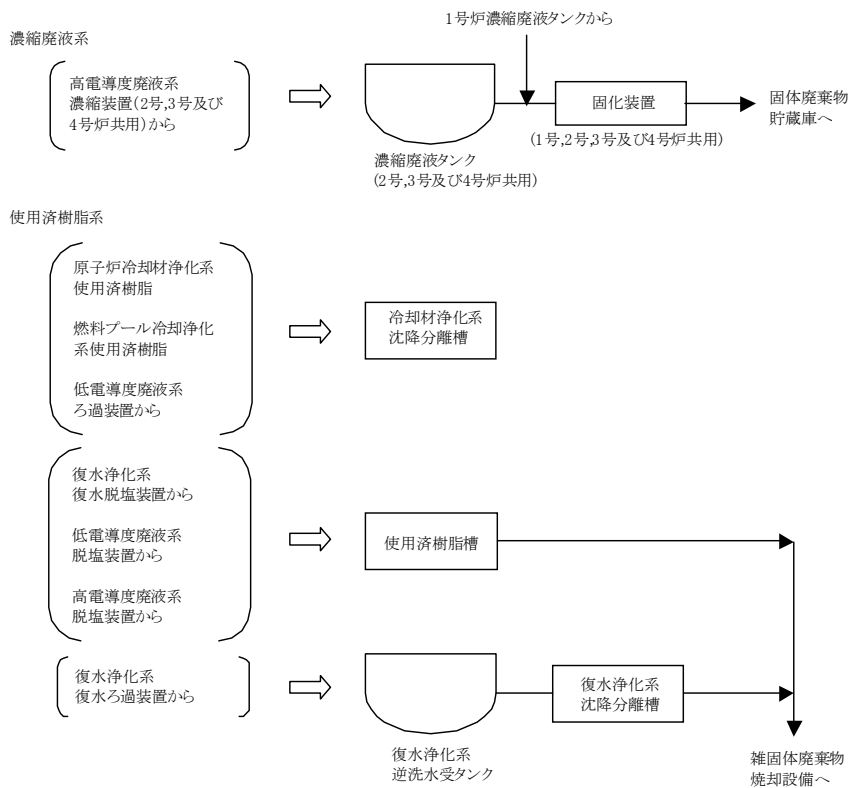 1号炉濃縮廃液タンクから
濃縮廃液系
高電導度廃液系
濃縮装置(2号,3号及び
4号炉共用)から
固化装置
固体廃棄物
貯蔵庫へ
(1号,2号,3号及び4号炉共用)
濃縮廃液タンク
(2号,3号及び4号炉共用)
使用済樹脂系
原子炉冷却材浄化系
使用済樹脂
燃料プール冷却浄化
系使用済樹脂
低電導度廃液系
ろ過装置から
冷却材浄化系
沈降分離槽
復水浄化系
復水脱塩装置から
低電導度廃液系
脱塩装置から
高電導度廃液系
脱塩装置から
使用済樹脂槽
復水浄化系
復水ろ過装置から
復水浄化系
沈降分離槽
復水浄化系
逆洗水受タンク
雑固体廃棄物
焼却設備へ